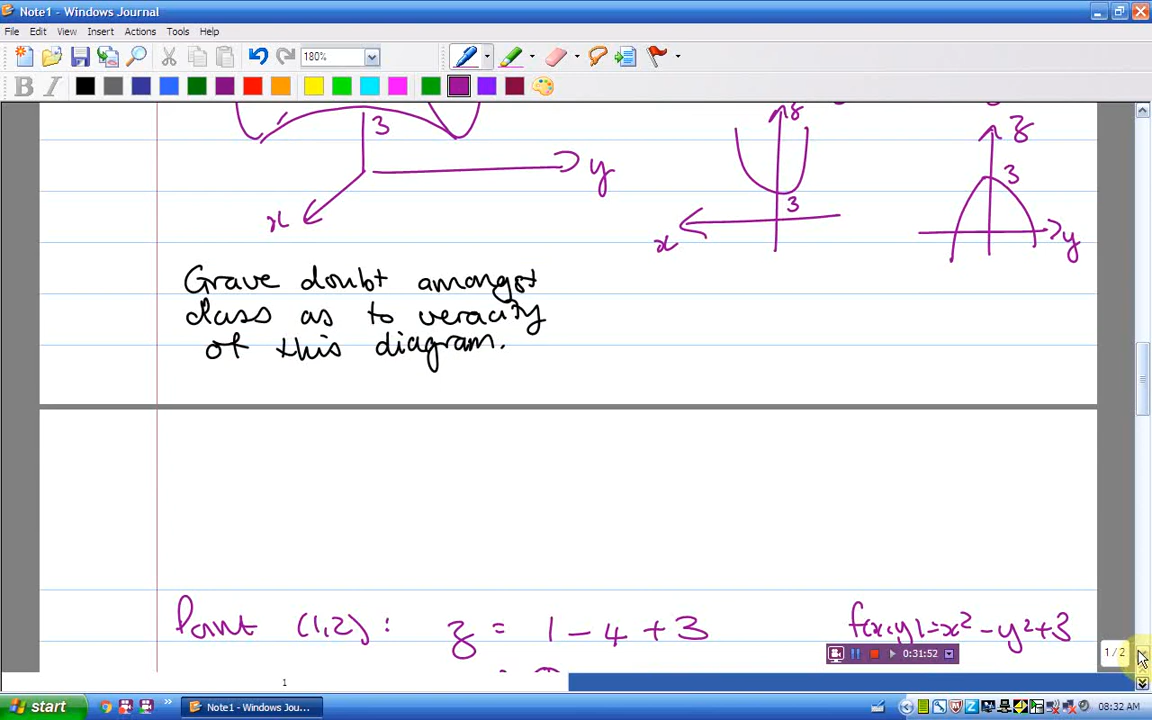 Note1 - Windows Journal
File Edit View Insert Actions Tools Help
180%
B I
3
y
x
z
3
x
z
3
y
Grave doubt amongst
class as to veracity
of this diagram.
Point (1,2): z = 1 - 4 + 3
f(x,y)=x²-y²+3
0:31:52
1 / 2
1
start
Note1 - Windows Jou...
08:32 AM